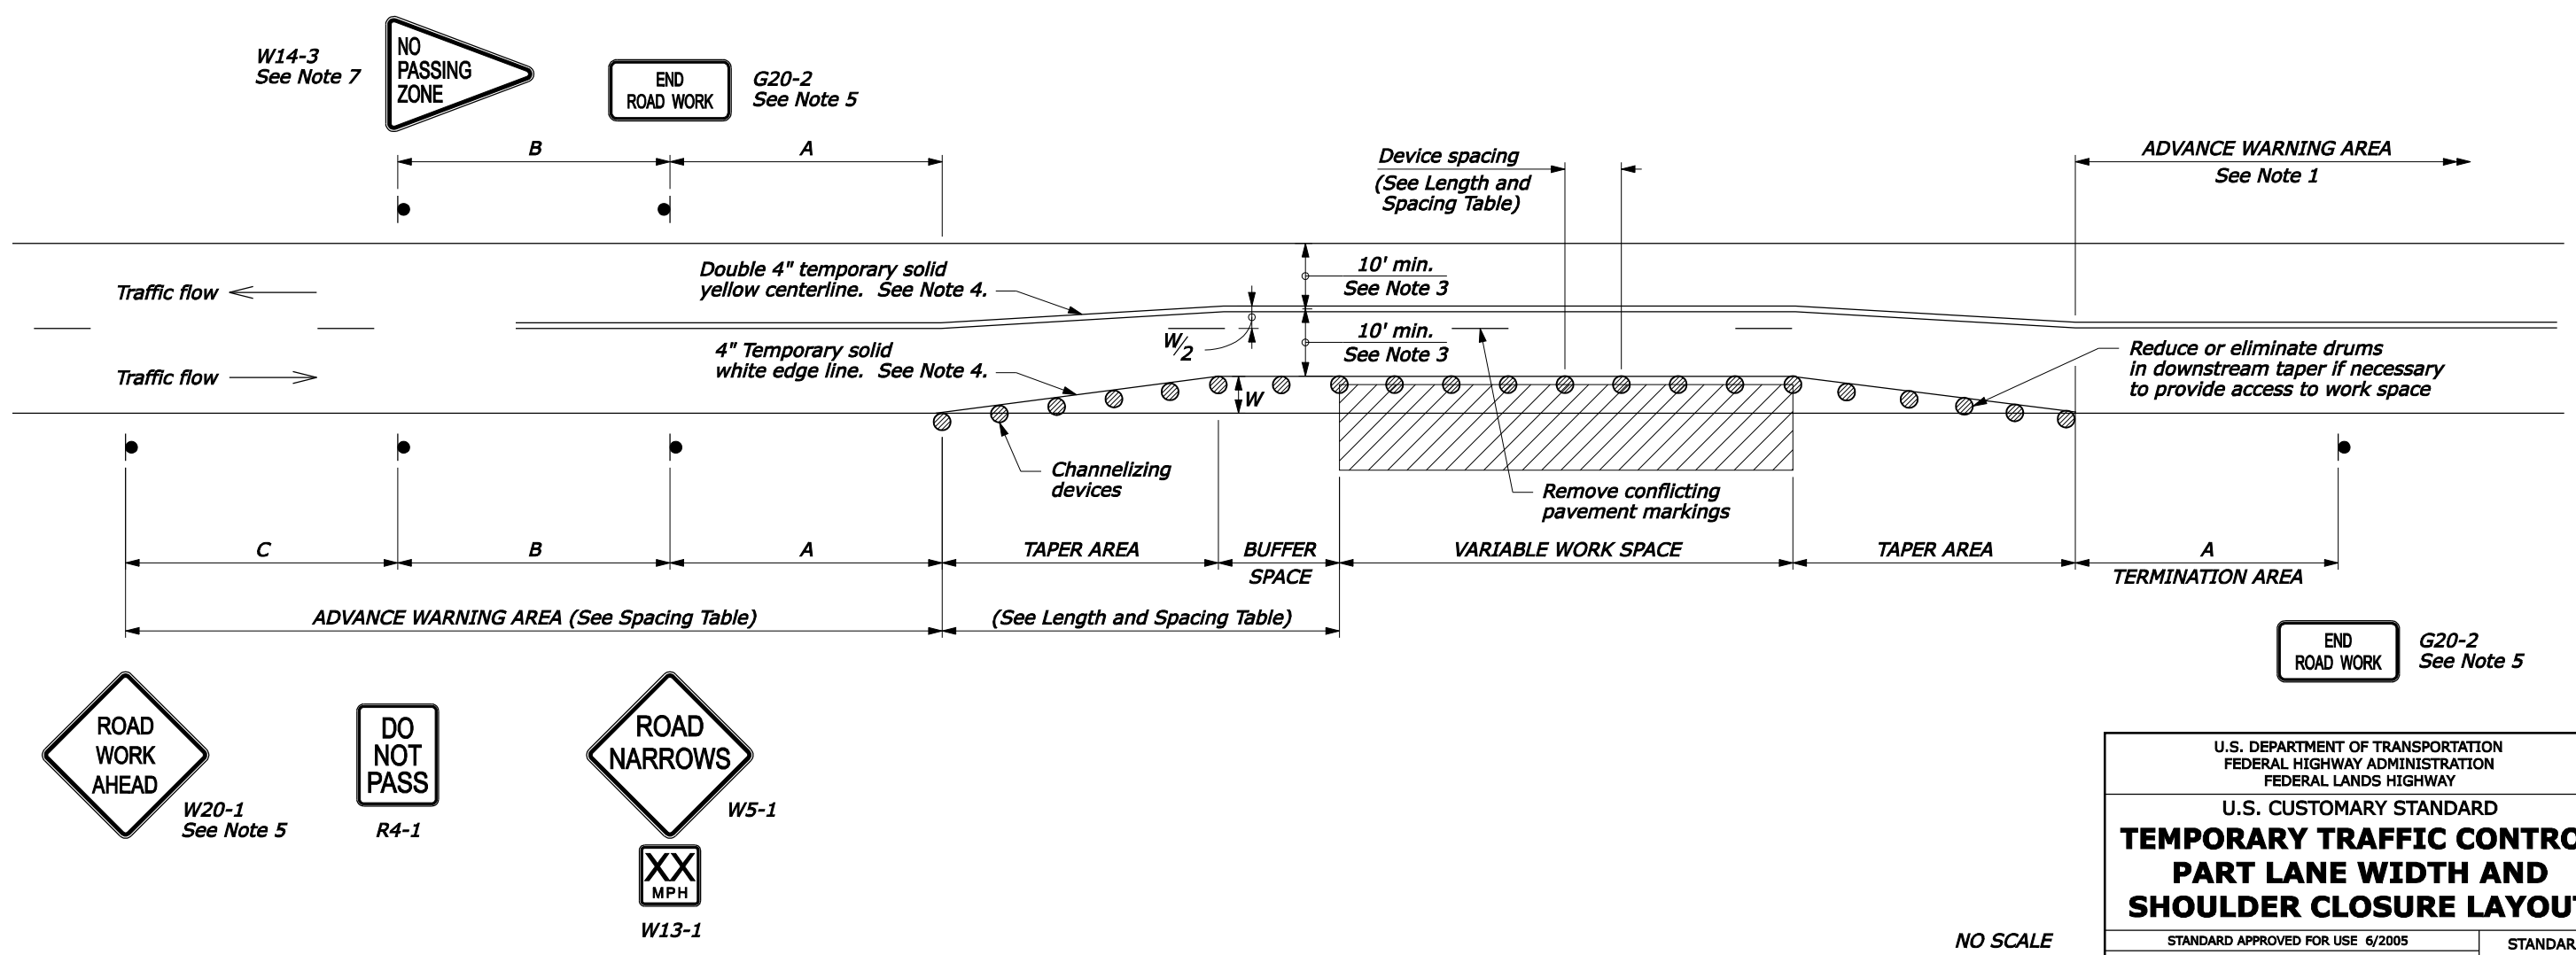 W14-3
See Note 7
NO
PASSING
ZONE
END
ROAD WORK
G20-2
See Note 5
B
A
Device spacing
(See Length and
Spacing Table)
ADVANCE WARNING AREA
See Note 1
Traffic flow
Double 4" temporary solid
yellow centerline. See Note 4.
10' min.
See Note 3
W/2
10' min.
See Note 3
4" Temporary solid
white edge line. See Note 4.
Traffic flow
W
Reduce or eliminate drums
in downstream taper if necessary
to provide access to work space
Channelizing
devices
Remove conflicting
pavement markings
C
B
A
TAPER AREA
BUFFER
SPACE
VARIABLE WORK SPACE
TAPER AREA
A
TERMINATION AREA
ADVANCE WARNING AREA (See Spacing Table)
(See Length and Spacing Table)
END
ROAD WORK
G20-2
See Note 5
ROAD
WORK
AHEAD
W20-1
See Note 5
DO
NOT
PASS
R4-1
ROAD
NARROWS
W5-1
XX
MPH
W13-1
NO SCALE
U.S. DEPARTMENT OF TRANSPORTATION
FEDERAL HIGHWAY ADMINISTRATION
FEDERAL LANDS HIGHWAY
U.S. CUSTOMARY STANDARD
TEMPORARY TRAFFIC CONTRO
PART LANE WIDTH AND
SHOULDER CLOSURE LAYOUT
STANDARD APPROVED FOR USE 6/2005
STANDAR